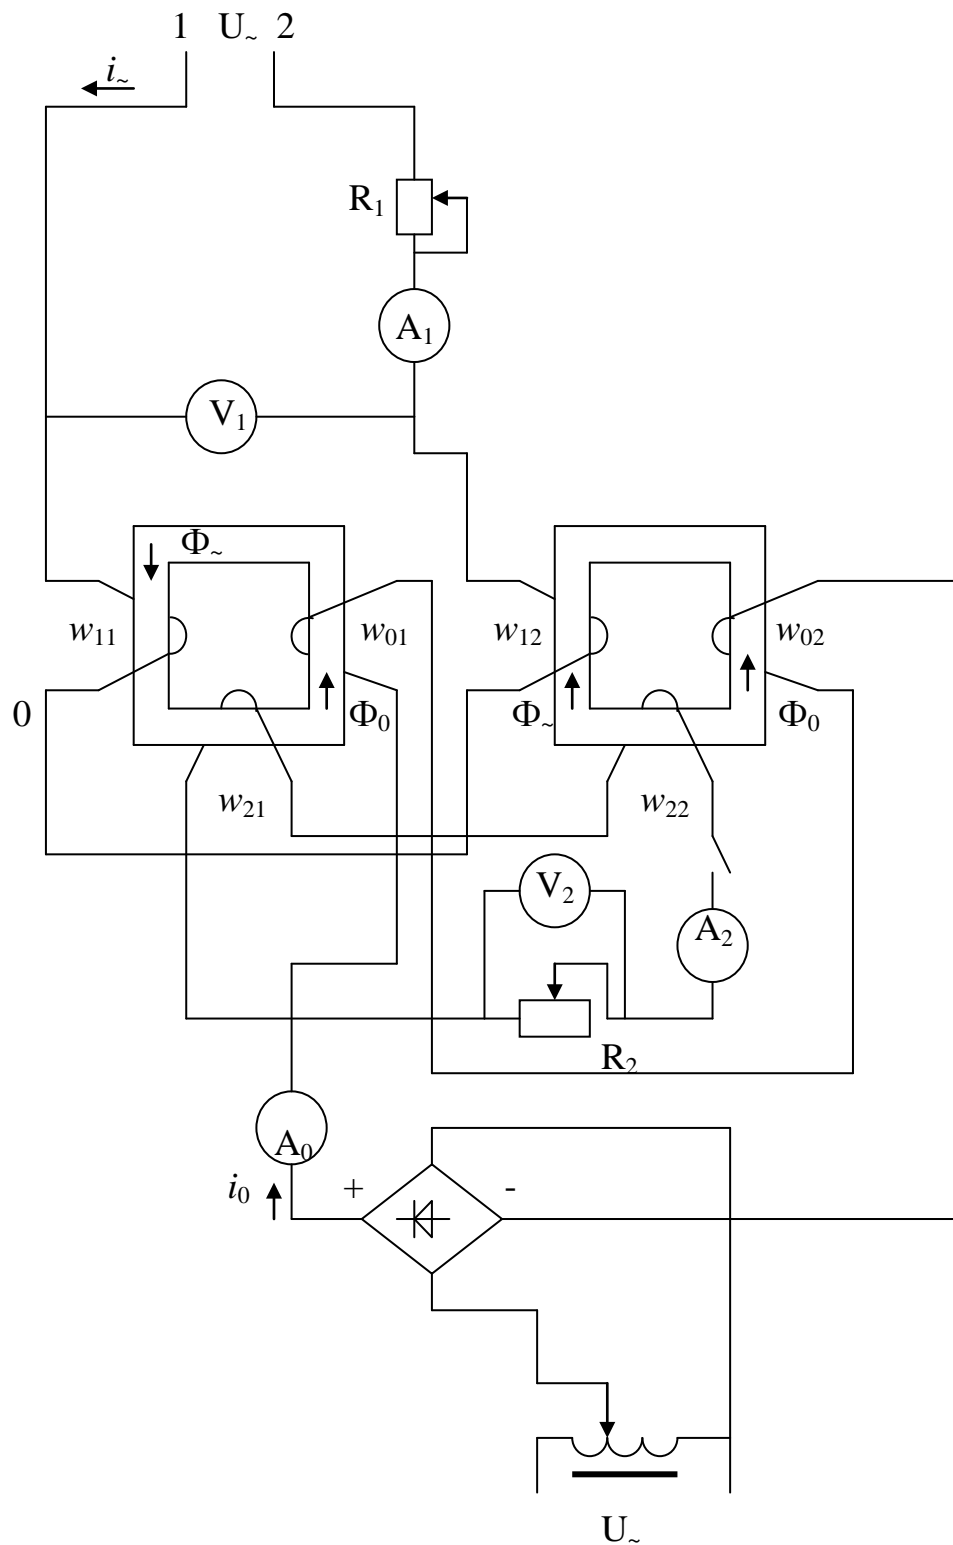 1 U~ 2
i~
R₁
A₁
V₁
Φ~
w₁₁ w₀₁ w₁₂ w₀₂
0 Φ₀ Φ~ Φ₀
w₂₁ w₂₂
V₂
A₂
R₂
A₀
i₀ + -
U~